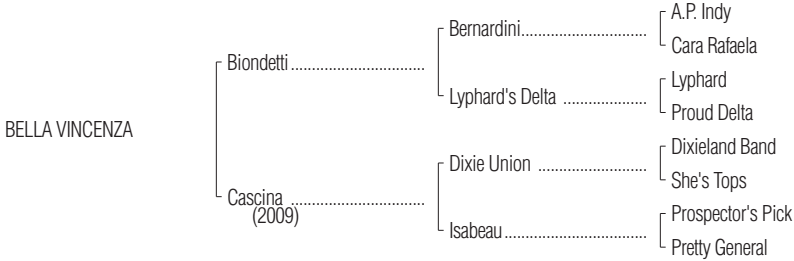 A.P. Indy
Bernardini
Cara Rafaela
Biondetti
Lyphard
Lyphard's Delta
Proud Delta
BELLA VINCENZA
Dixieland Band
Dixie Union
She's Tops
Cascina
(2009)
Prospector's Pick
Isabeau
Pretty General